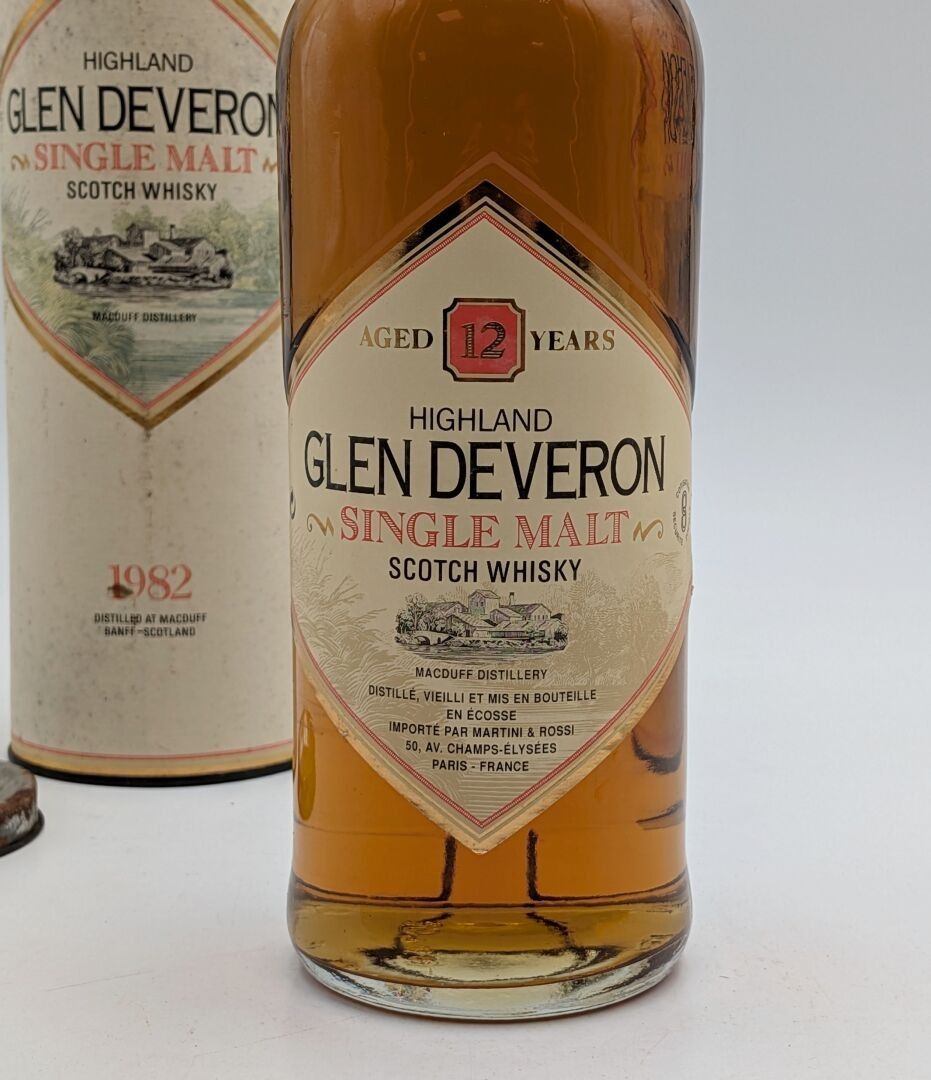 HIGHLAND
GLEN DEVERON
SINGLE MALT
SCOTCH WHISKY
MACDUFF DISTILLERY
1982
DISTILLED AT MACDUFF
BANFF - SCOTLAND
AGED 12 YEARS
HIGHLAND
GLEN DEVERON
SINGLE MALT
SCOTCH WHISKY
MACDUFF DISTILLERY
DISTILLÉ, VIEILLI ET MIS EN BOUTEILLE
EN ÉCOSSE
IMPORTÉ PAR MARTINI & ROSSI
50, AV. CHAMPS-ÉLYSÉES
PARIS - FRANCE